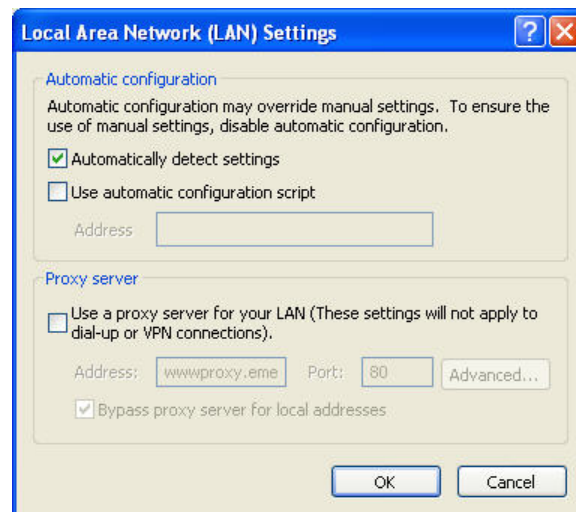 Local Area Network (LAN) Settings
?
Automatic configuration
Automatic configuration may override manual settings. To ensure the
use of manual settings, disable automatic configuration.
Automatically detect settings
Use automatic configuration script
Address
Proxy server
Use a proxy server for your LAN (These settings will not apply to
dial-up or VPN connections).
Address: wwwproxy.eme Port: 80 Advanced...
Bypass proxy server for local addresses
OK Cancel